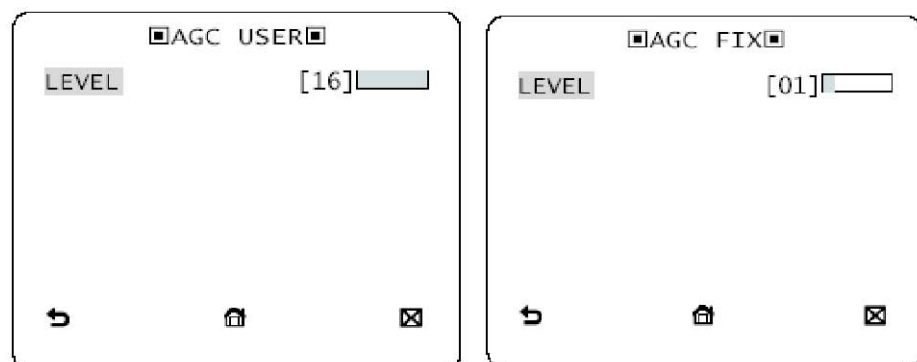 ▣AGC USER▣
LEVEL [16]
▣AGC FIX▣
LEVEL [01]